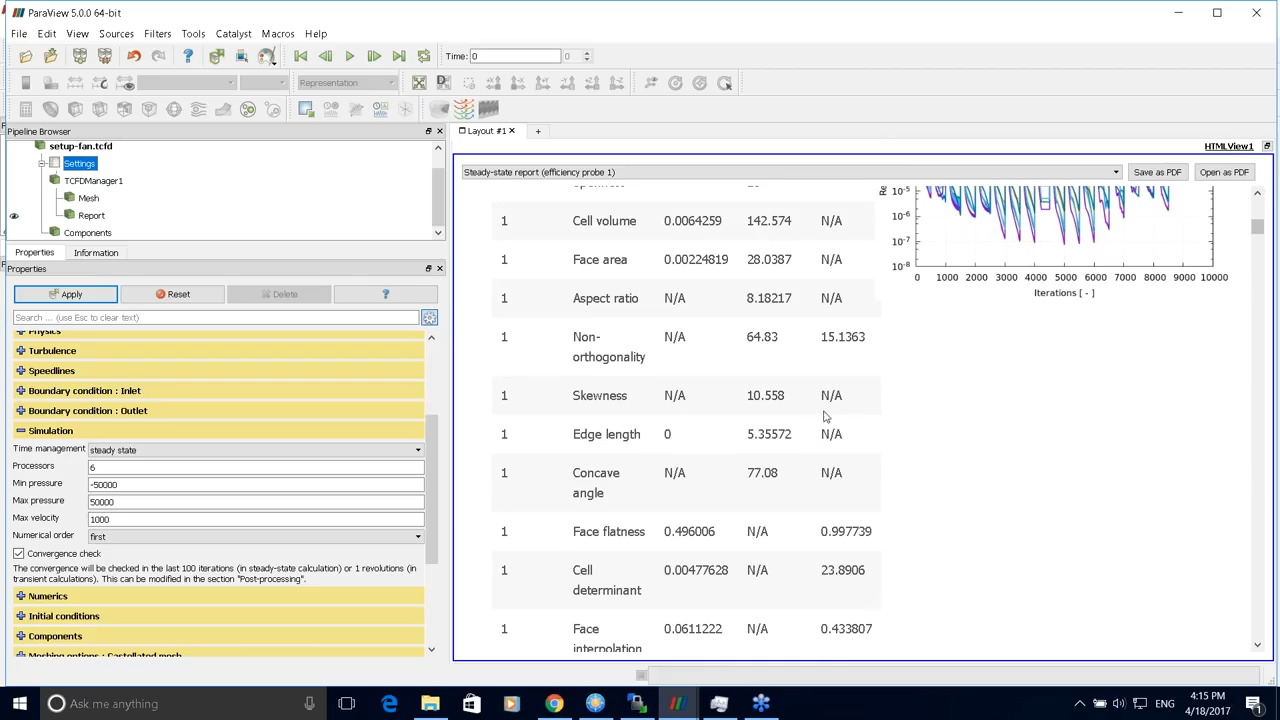 ParaView 5.0.0 64-bit
File Edit View Sources Filters Tools Catalyst Macros Help
Time: 0 0
Representation
Pipeline Browser
setup-fan.tcfd
Settings
TCFDManager1
Mesh
Report
Components
Properties Information
Properties
Apply Reset Delete ?
Search ... (use Esc to clear text)
Physics
Turbulence
Speedlines
Boundary condition : Inlet
Boundary condition : Outlet
Simulation
Time management steady state
Processors 6
Min pressure -50000
Max pressure 50000
Max velocity 1000
Numerical order first
Convergence check
The convergence will be checked in the last 100 iterations (in steady-state calculation) or 1 revolutions (in
transient calculations). This can be modified in the section "Post-processing".
Numerics
Initial conditions
Components
Meshing options : Castellated mesh
Layout #1 +
HTMLView1
Steady-state report (efficiency probe 1) Save as PDF Open as PDF
1 Cell volume 0.0064259 142.574 N/A
1 Face area 0.00224819 28.0387 N/A
1 Aspect ratio N/A 8.18217 N/A
1 Non-
orthogonality N/A 64.83 15.1363
1 Skewness N/A 10.558 N/A
1 Edge length 0 5.35572 N/A
1 Concave
angle N/A 77.08 N/A
1 Face flatness 0.496006 N/A 0.997739
1 Cell
determinant 0.00477628 N/A 23.8906
1 Face
interpolation 0.0611222 N/A 0.433807
10-5
10-6
10-7
10-8
0 1000 2000 3000 4000 5000 6000 7000 8000 9000 10000
Iterations [ - ]
Ask me anything
ENG
4:15 PM
4/18/2017